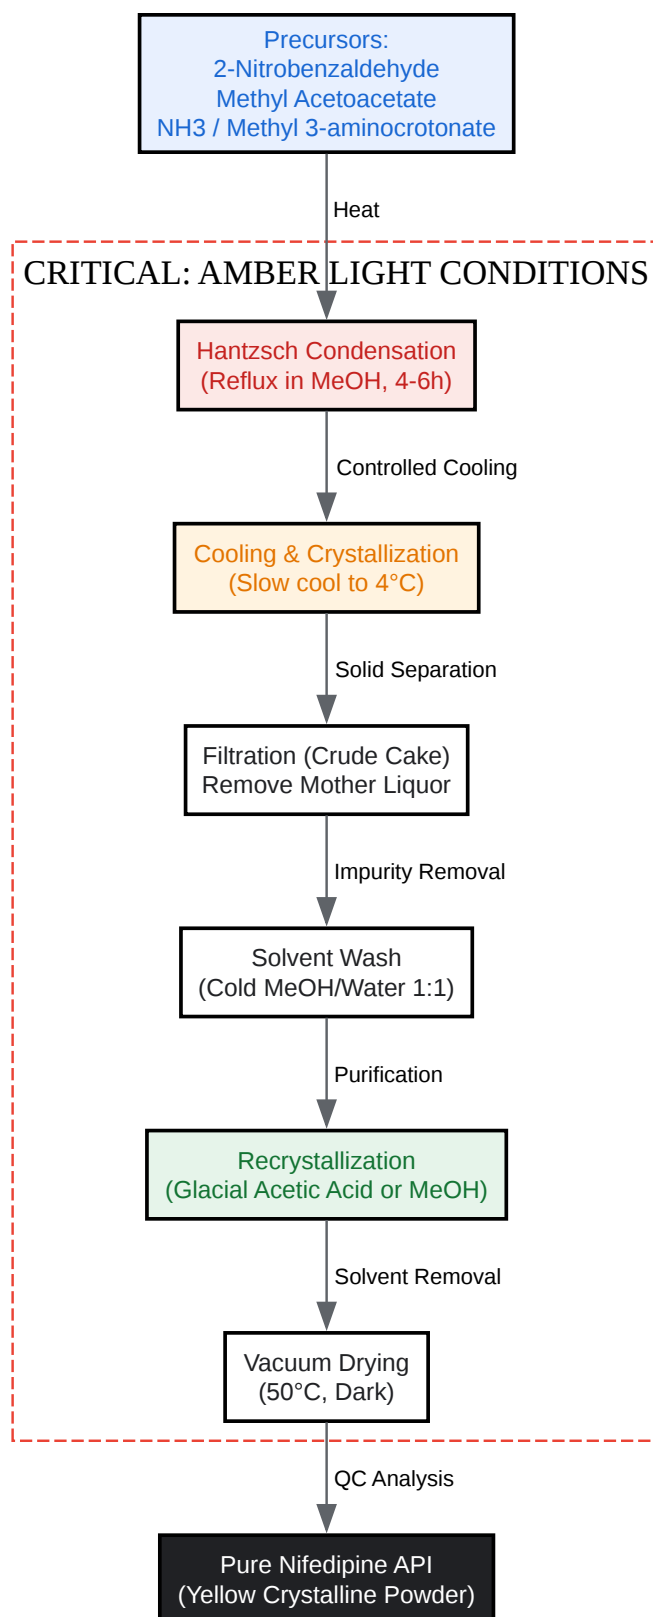 Precursors:
2-Nitrobenzaldehyde
Methyl Acetoacetate
NH3 / Methyl 3-aminocrotonate
Heat
CRITICAL: AMBER LIGHT CONDITIONS
Hantzsch Condensation
(Reflux in MeOH, 4-6h)
Controlled Cooling
Cooling & Crystallization
(Slow cool to 4°C)
Solid Separation
Filtration (Crude Cake)
Remove Mother Liquor
Impurity Removal
Solvent Wash
(Cold MeOH/Water 1:1)
Purification
Recrystallization
(Glacial Acetic Acid or MeOH)
Solvent Removal
Vacuum Drying
(50°C, Dark)
QC Analysis
Pure Nifedipine API
(Yellow Crystalline Powder)